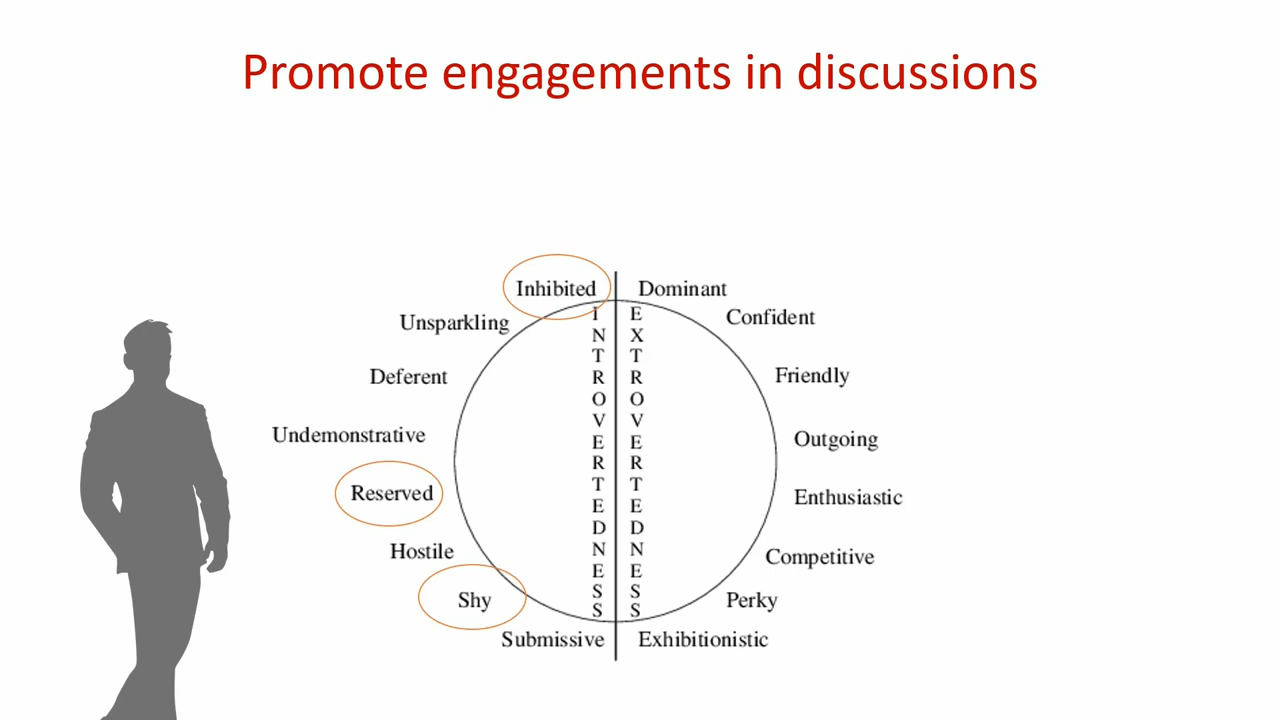 Promote engagements in discussions
Inhibited
Dominant
Unsparkling
Confident
Deferent
Friendly
Undemonstrative
Outgoing
Reserved
Enthusiastic
Hostile
Competitive
Shy
Perky
Submissive
Exhibitionistic
INTROVERTEDNESS
EXTROVERTEDNESS